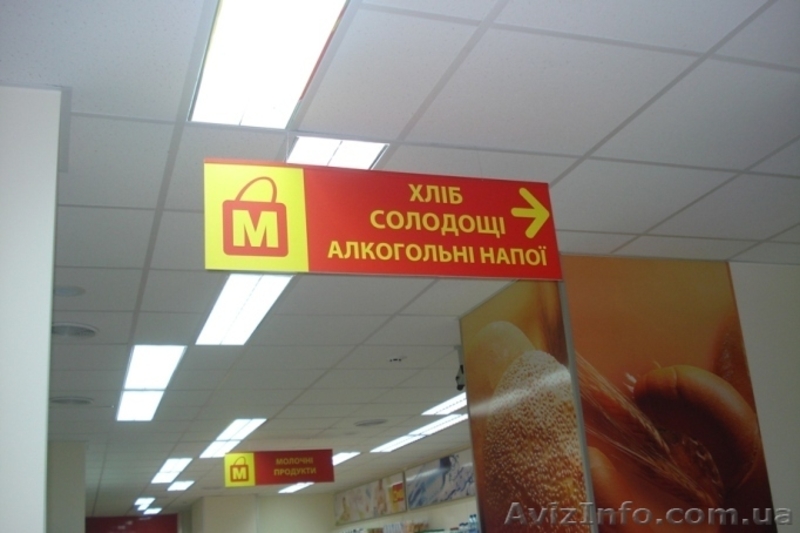 М
ХЛІБ
СОЛОДОЩІ
АЛКОГОЛЬНІ НАПОЇ
М
МОЛОЧНІ
ПРОДУКТИ
AvizInfo.com.ua